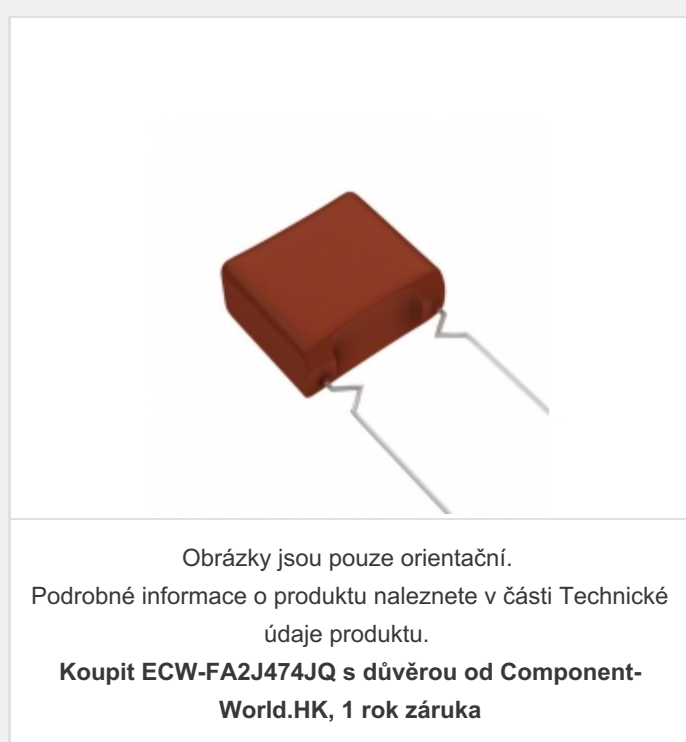 Obrázky jsou pouze orientační.
Podrobné informace o produktu naleznete v části Technické
údaje produktu.
Koupit ECW-FA2J474JQ s důvěrou od Component-
World.HK, 1 rok záruka